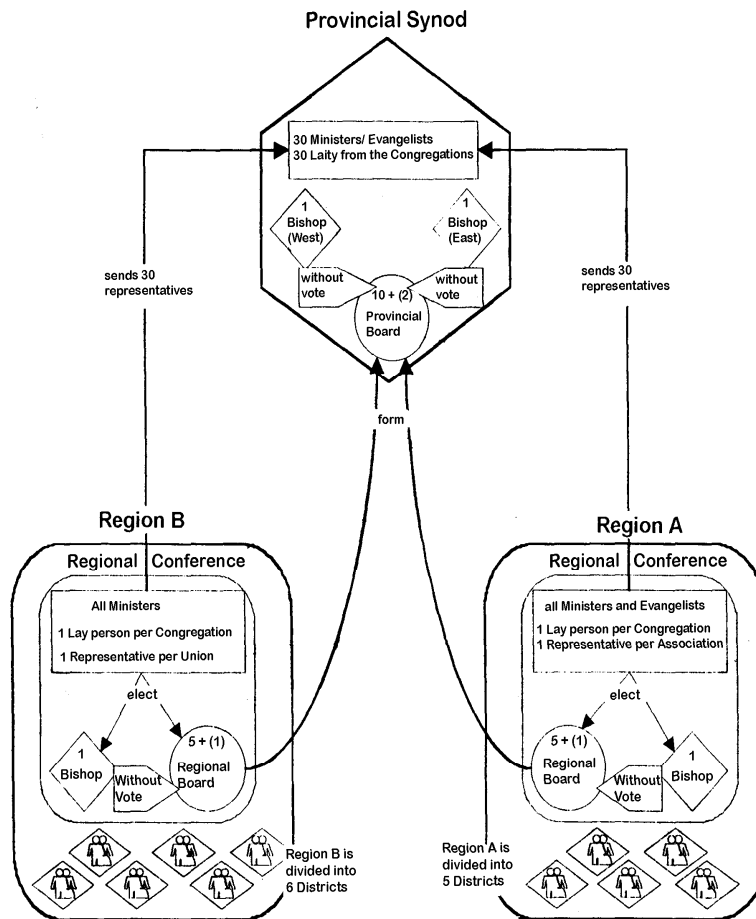 Provincial Synod
30 Ministers/ Evangelists
30 Laity from the Congregations
1
Bishop
(West)
1
Bishop
(East)
without
vote
without
vote
10 + (2)
Provincial
Board
sends 30
representatives
sends 30
representatives
form
Region B
Regional Conference
All Ministers
1 Lay person per Congregation
1 Representative per Union
elect
1
Bishop
Without
Vote
5 + (1)
Regional
Board
Region B is
divided into
6 Districts
Region A
Regional Conference
all Ministers and Evangelists
1 Lay person per Congregation
1 Representative per Association
elect
5 + (1)
Regional
Board
Without
Vote
1
Bishop
Region A is
divided into
5 Districts